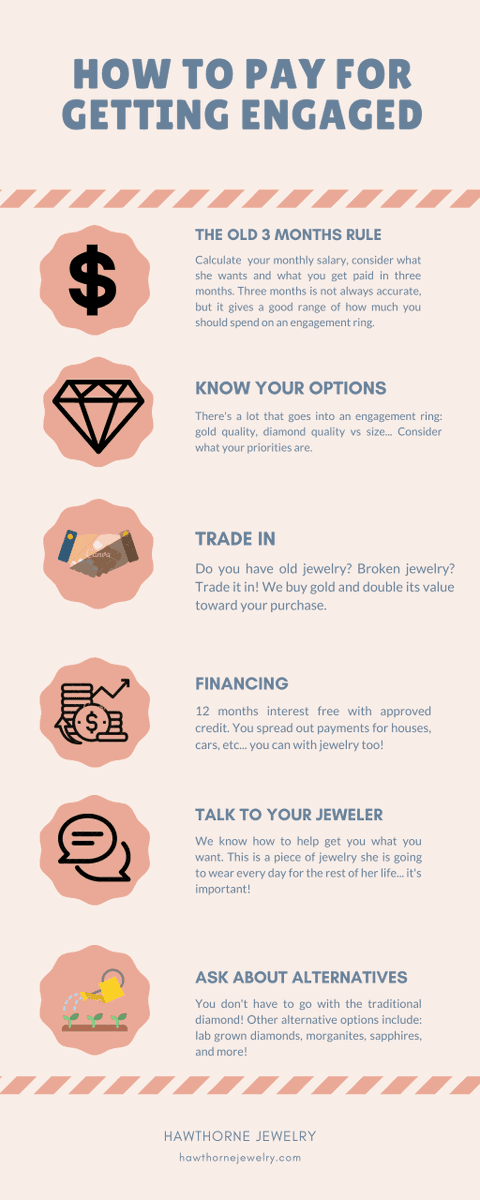 HOW TO PAY FOR
GETTING ENGAGED
THE OLD 3 MONTHS RULE
Calculate your monthly salary, consider what
she wants and what you get paid in three
months. Three months is not always accurate,
but it gives a good range of how much you
should spend on an engagement ring.
KNOW YOUR OPTIONS
There's a lot that goes into an engagement ring:
gold quality, diamond quality vs size... Consider
what your priorities are.
TRADE IN
Do you have old jewelry? Broken jewelry?
Trade it in! We buy gold and double its value
toward your purchase.
FINANCING
12 months interest free with approved
credit. You spread out payments for houses,
cars, etc... you can with jewelry too!
$
TALK TO YOUR JEWELER
We know how to help get you what you
want. This is a piece of jewelry she is going
to wear every day for the rest of her life... it's
important!
ASK ABOUT ALTERNATIVES
You don't have to go with the traditional
diamond! Other alternative options include:
lab grown diamonds, morganites, sapphires,
and more!
HAWTHORNE JEWELRY
hawthornejewelry.com